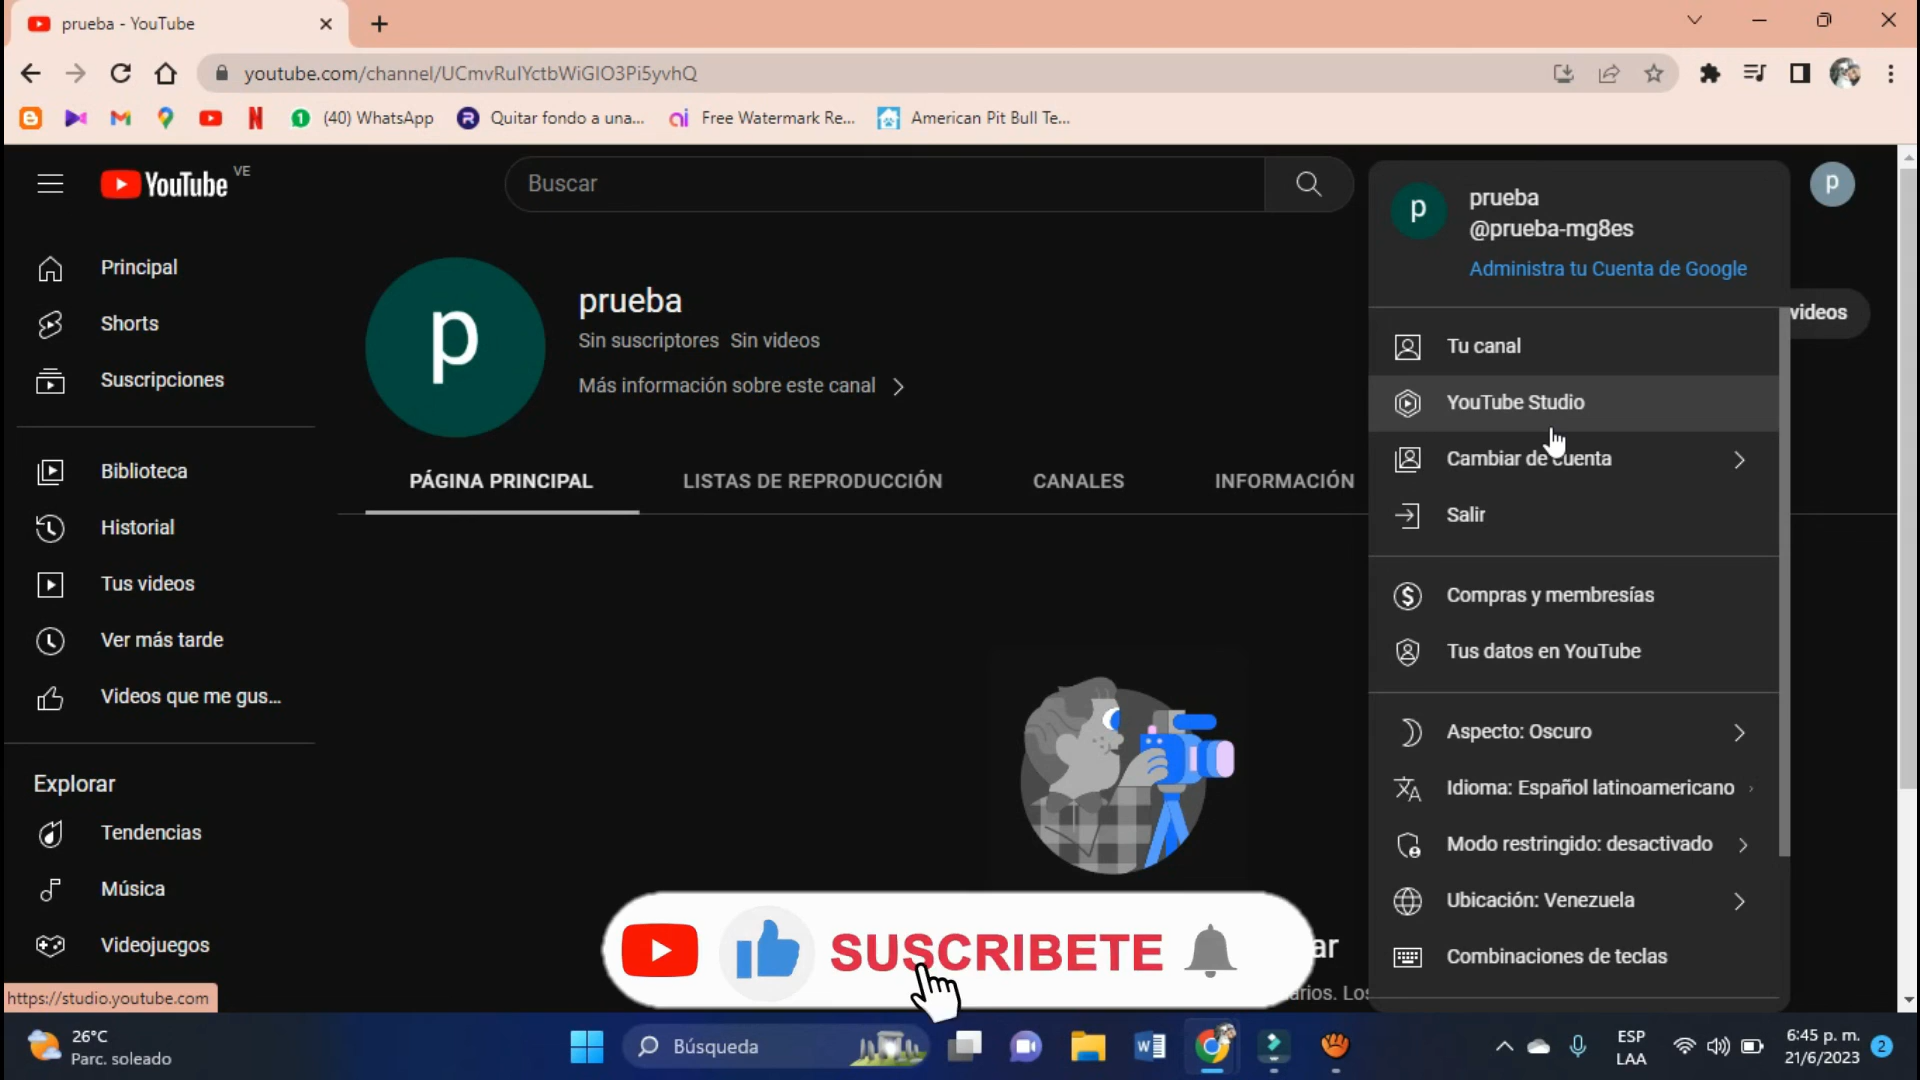 prueba - YouTube
youtube.com/channel/UCmvRulYctbWiGIO3Pi5yvhQ
(40) WhatsApp
Quitar fondo a una...
Free Watermark Re...
American Pit Bull Te...
YouTube VE
Buscar
p
Principal
Shorts
Suscripciones
Biblioteca
Historial
Tus videos
Ver más tarde
Videos que me gus...
Explorar
Tendencias
Música
Videojuegos
https://studio.youtube.com
p
prueba
Sin suscriptores Sin videos
Más información sobre este canal
PÁGINA PRINCIPAL
LISTAS DE REPRODUCCIÓN
CANALES
INFORMACIÓN
p
prueba
@prueba-mg8es
Administra tu Cuenta de Google
videos
Tu canal
YouTube Studio
Cambiar de cuenta
Salir
Compras y membresías
Tus datos en YouTube
Aspecto: Oscuro
Idioma: Español latinoamericano
Modo restringido: desactivado
Ubicación: Venezuela
Combinaciones de teclas
SUSCRIBETE
ar
arios. Los
26°C
Parc. soleado
Búsqueda
ESP
LAA
6:45 p. m.
21/6/2023
2